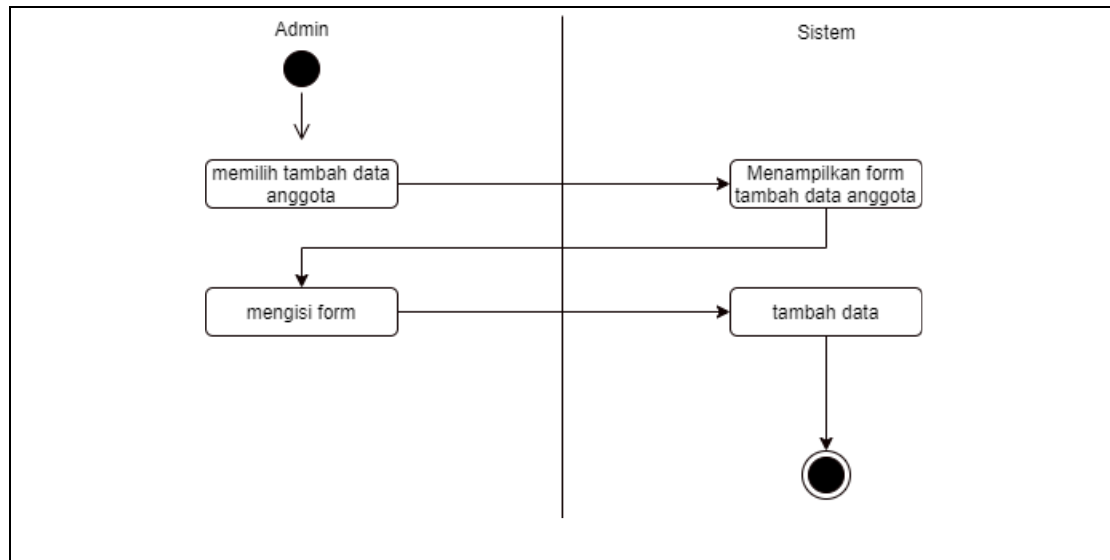 Admin
Sistem
memilih tambah data
anggota
Menampilkan form
tambah data anggota
mengisi form
tambah data